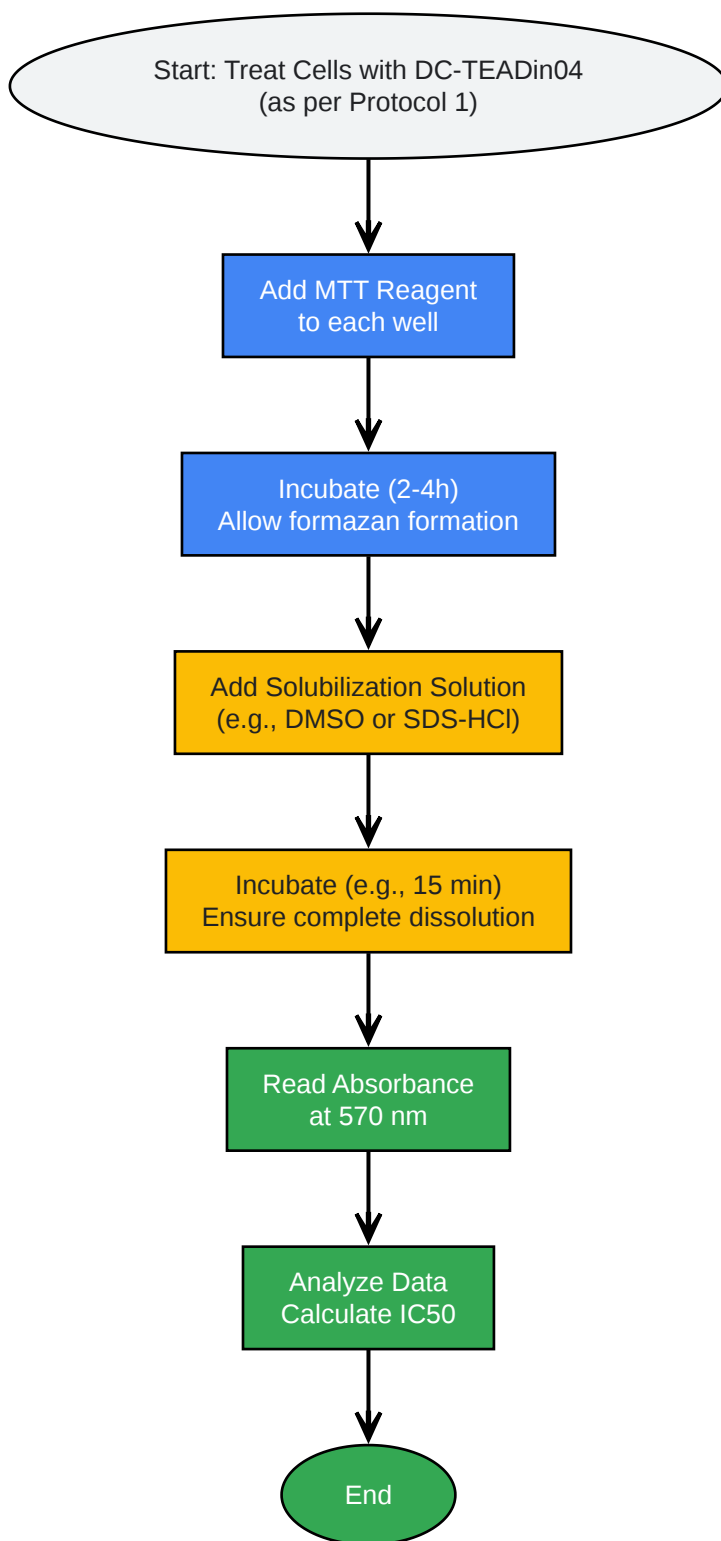 Start: Treat Cells with DC-TEADin04
(as per Protocol 1)
Add MTT Reagent
to each well
Incubate (2-4h)
Allow formazan formation
Add Solubilization Solution
(e.g., DMSO or SDS-HCl)
Incubate (e.g., 15 min)
Ensure complete dissolution
Read Absorbance
at 570 nm
Analyze Data
Calculate IC50
End